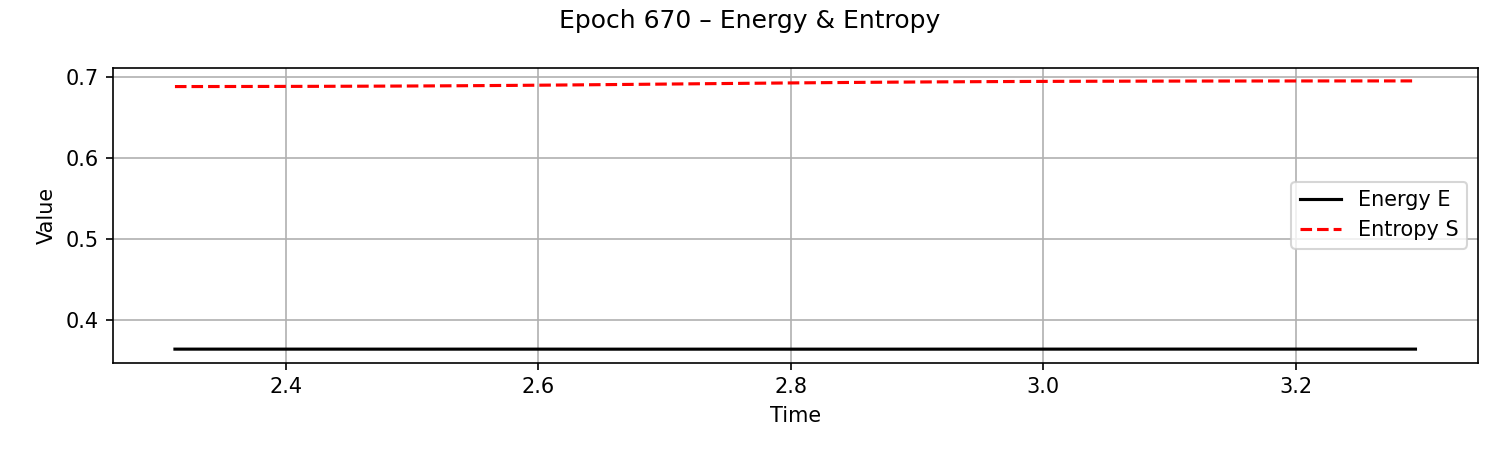 Epoch 670 – Energy & Entropy
0.7
0.6
0.5
0.4
Value
Energy E
Entropy S
2.4
2.6
2.8
3.0
3.2
Time